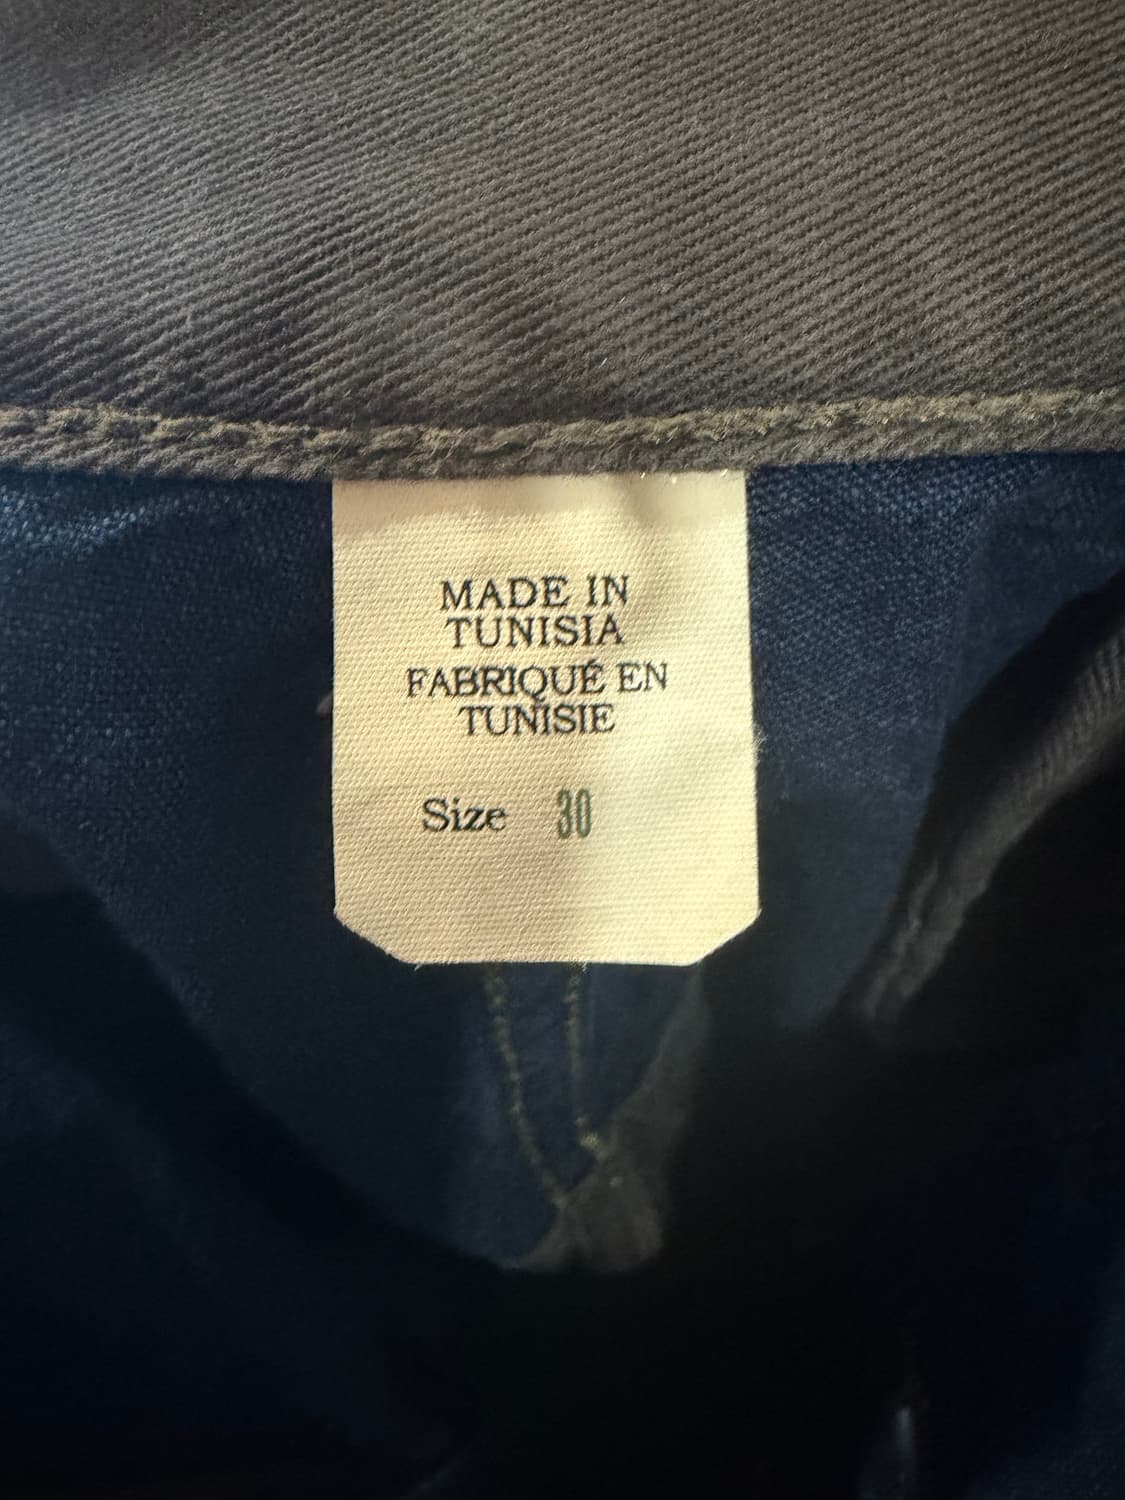 MADE IN
TUNISIA
FABRIQUÉ EN
TUNISIE
Size 30